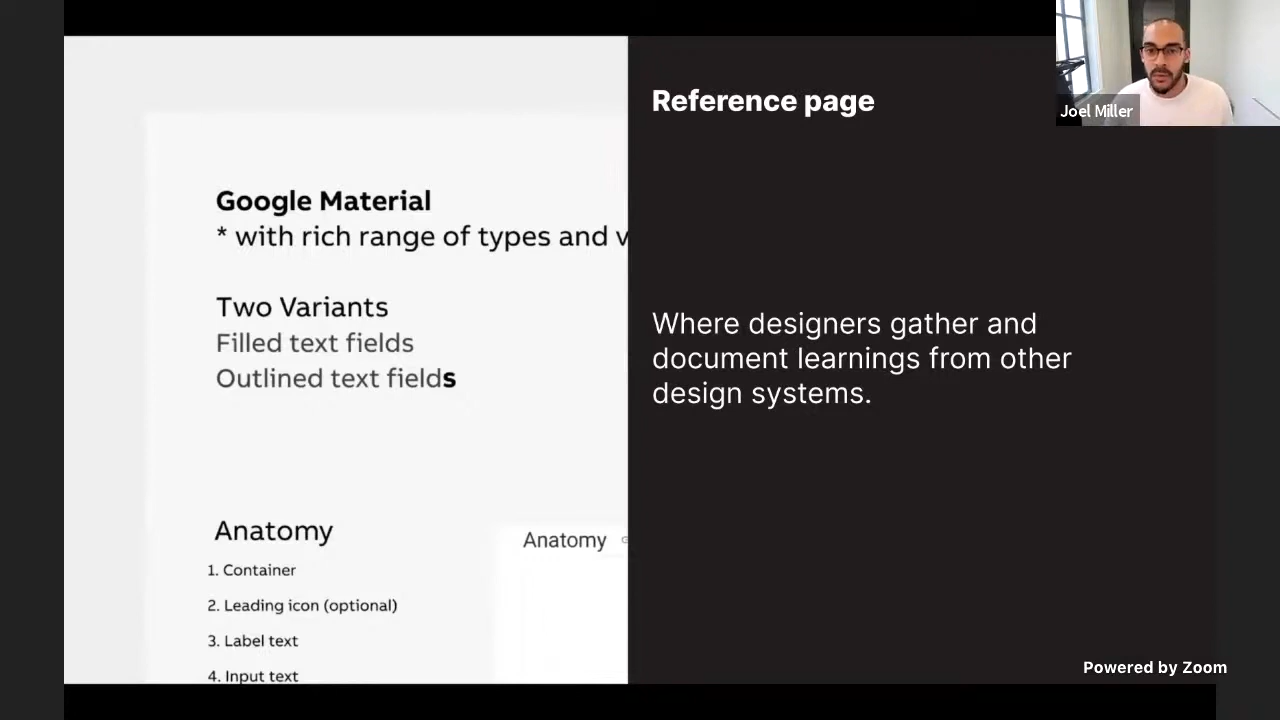 Google Material
* with rich range of types and
Two Variants
Filled text fields
Outlined text fields
Anatomy
1. Container
2. Leading icon (optional)
3. Label text
4. Input text
Anatomy
Reference page
Where designers gather and
document learnings from other
design systems.
Joel Miller
Powered by Zoom